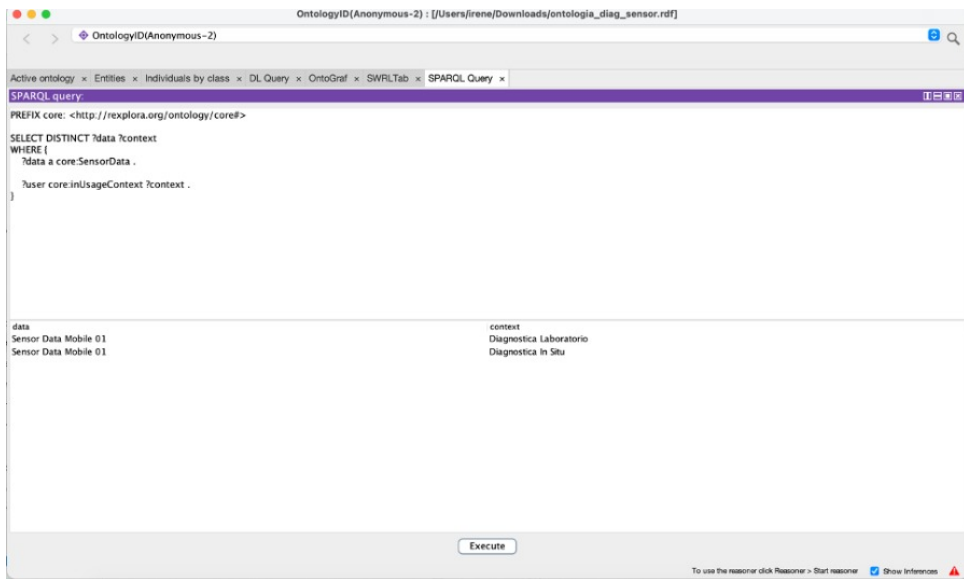 OntologyID(Anonymous-2) : [/Users/irene/Downloads/ontologia_diag_sensor.rdf]
OntologyID(Anonymous-2)
Active ontology × Entities × Individuals by class × DL Query × OntoGraf × SWRLTab × SPARQL Query ×
SPARQL query:
PREFIX core: <http://rexplora.org/ontology/core#>
SELECT DISTINCT ?data ?context
WHERE {
?data a core:SensorData .
?user core:inUsageContext ?context .
}
data context
Sensor Data Mobile 01 Diagnostica Laboratorio
Sensor Data Mobile 01 Diagnostica In Situ
Execute
To use the reasoner click Reasoner > Start reasoner Show Inferences